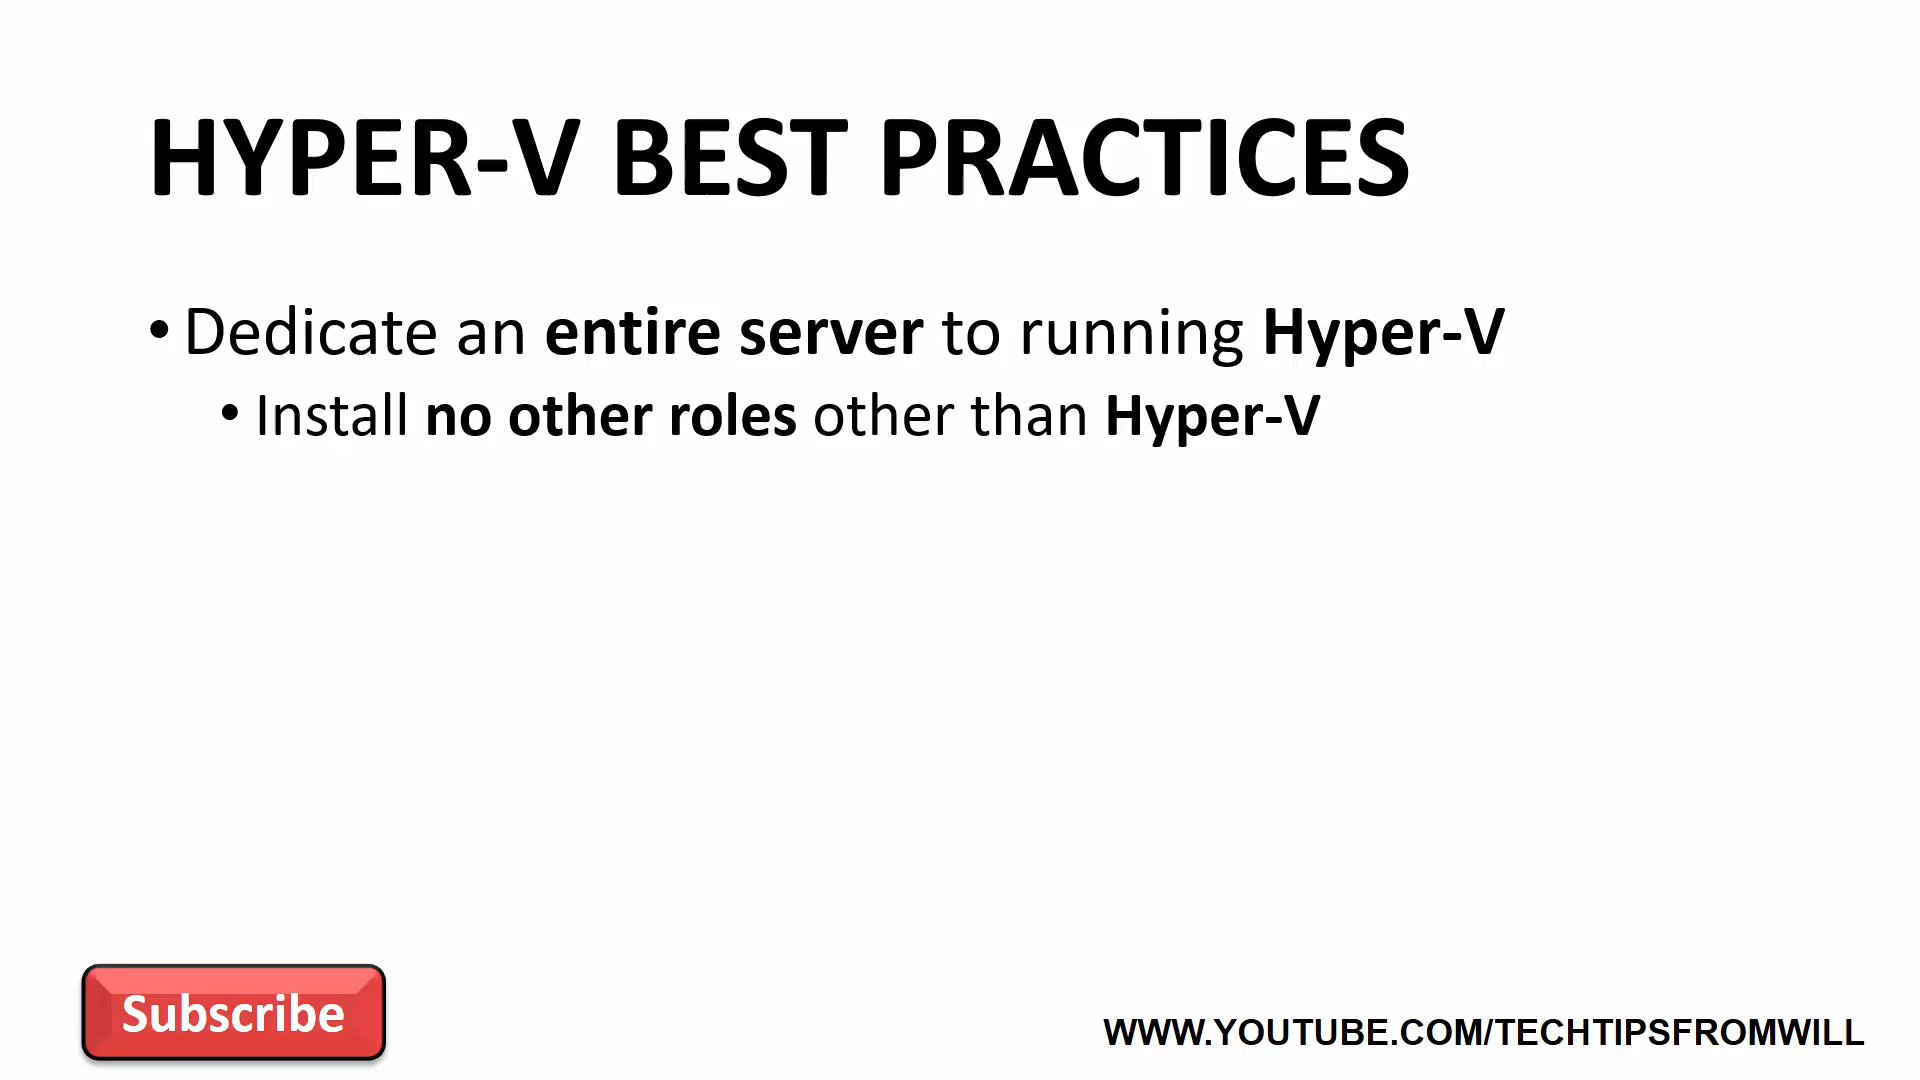 HYPER-V BEST PRACTICES
• Dedicate an entire server to running Hyper-V
• Install no other roles other than Hyper-V
Subscribe
WWW.YOUTUBE.COM/TECHTIPSFROMWILL